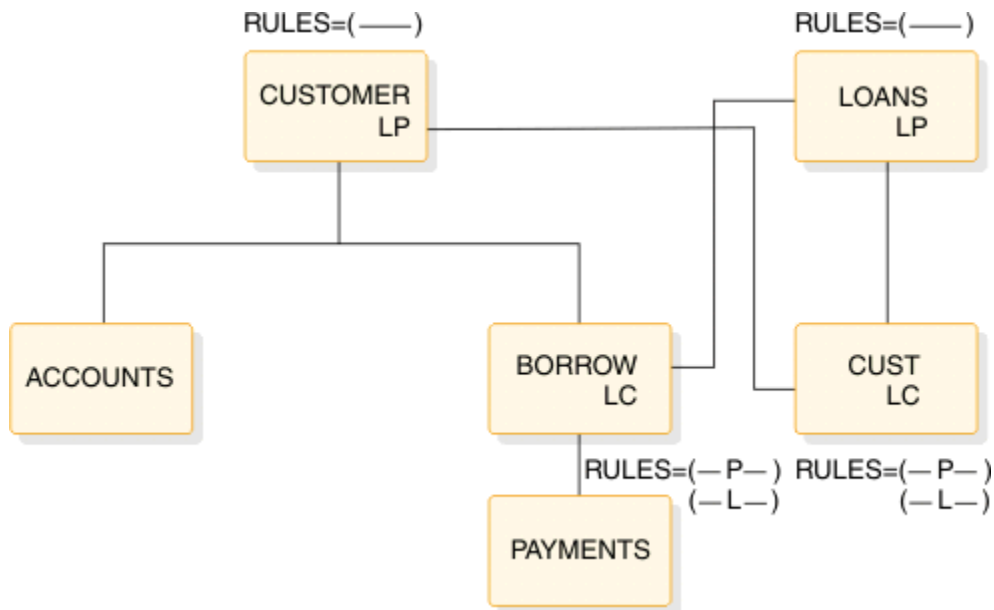 RULES=( —— )
RULES=( —— )
CUSTOMER
LP
LOANS
LP
ACCOUNTS
BORROW
LC
CUST
LC
RULES=(—P—)
(—L—)
RULES=(—P—)
(—L—)
PAYMENTS